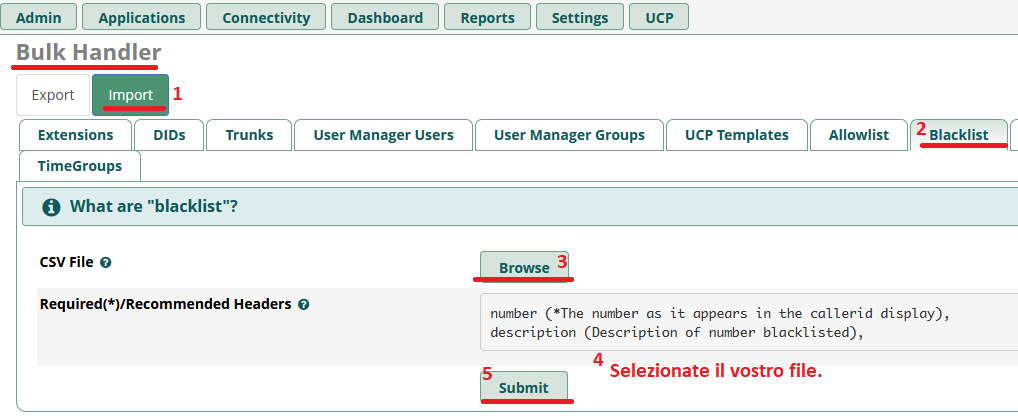 Admin Applications Connectivity Dashboard Reports Settings UCP
Bulk Handler
Export Import 1
Extensions DIDs Trunks User Manager Users User Manager Groups UCP Templates Allowlist 2 Blacklist
TimeGroups
What are "blacklist"?
CSV File Browse 3
Required(*)/Recommended Headers number (*The number as it appears in the callerid display),
description (Description of number blacklisted),
4 Selezionate il vostro file.
5 Submit